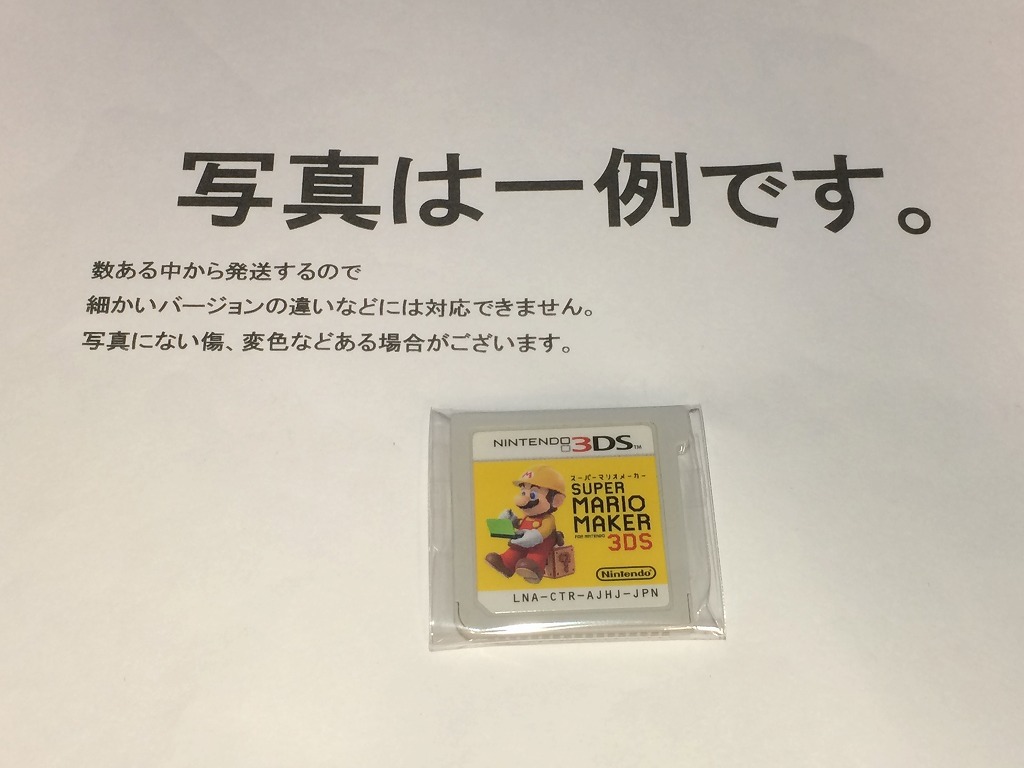 写真は一例です。
数ある中から発送するので
細かいバージョンの違いなどには対応できません。
写真にない傷、変色などある場合がございます。
NINTENDO 3DS TM
スーパーマリオメーカー
SUPER
MARIO
MAKER
FOR NINTENDO
3DS
Nintendo
LNA-CTR-AJHJ-JPN